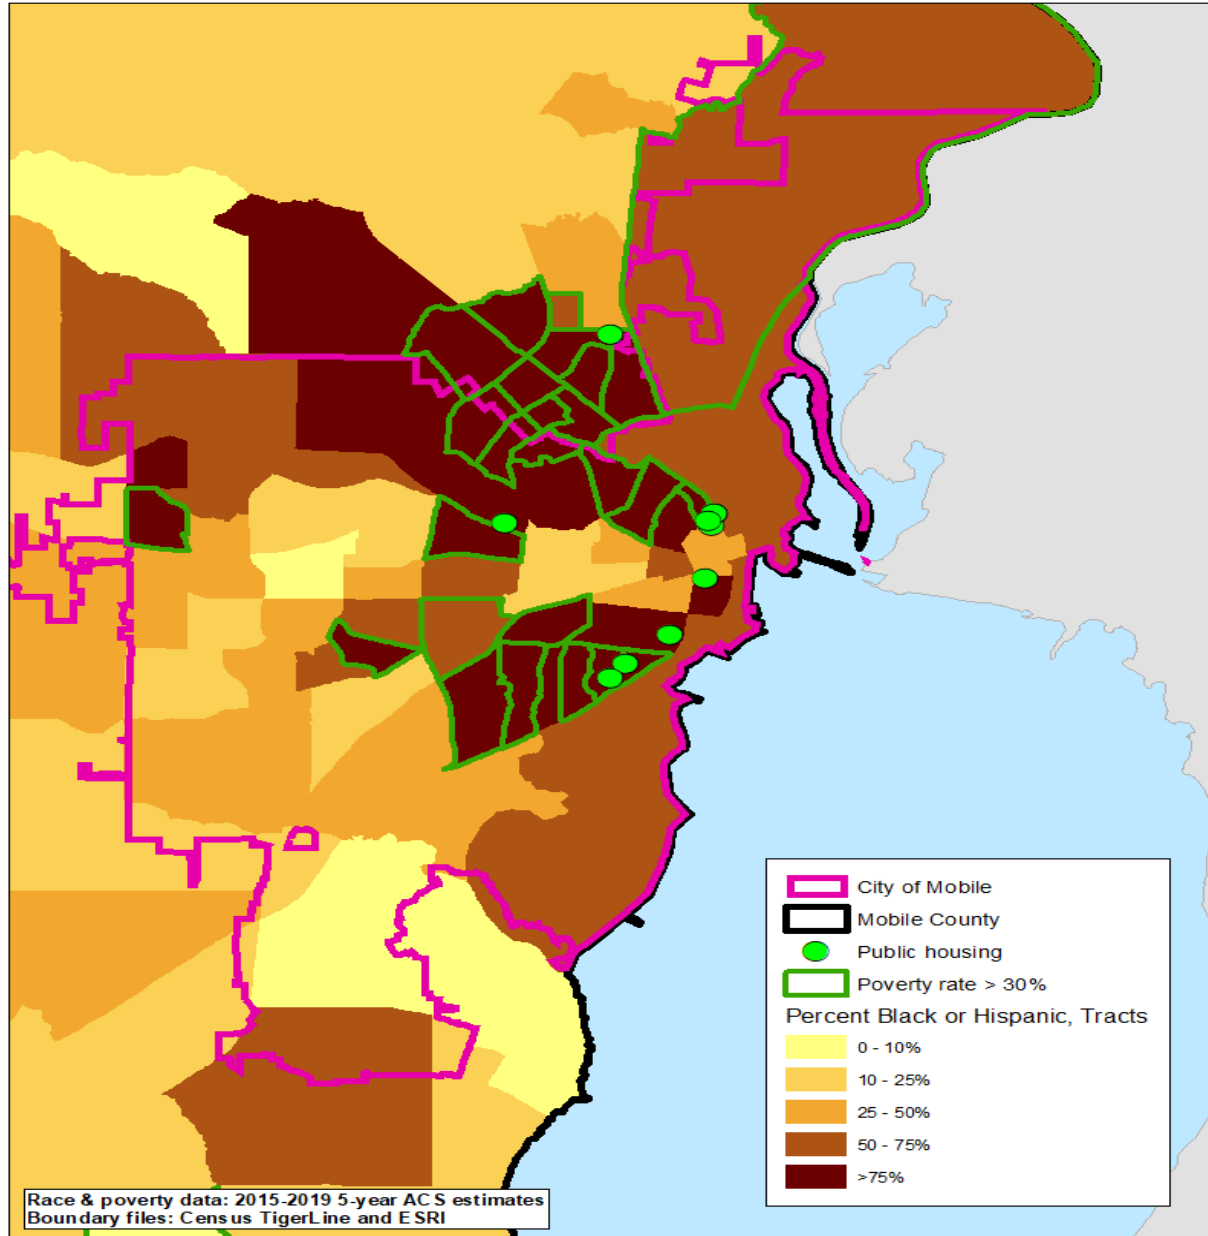 City of Mobile
Mobile County
Public housing
Poverty rate > 30%
Percent Black or Hispanic, Tracts
0 - 10%
10 - 25%
25 - 50%
50 - 75%
>75%
Race & poverty data: 2015-2019 5-year ACS estimates
Boundary files: Census TigerLine and ESRI